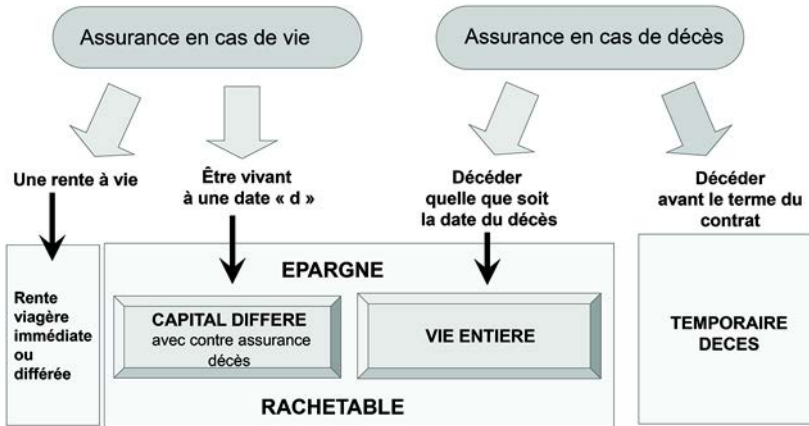 Assurance en cas de vie
Assurance en cas de décès
Une rente à vie
Être vivant
à une date « d »
Décéder
quelle que soit
la date du décès
Décéder
avant le terme du
contrat
Rente
viagère
immédiate
ou
différée
EPARGNE
CAPITAL DIFFERE
avec contre assurance
décès
VIE ENTIERE
RACHETABLE
TEMPORAIRE
DECES